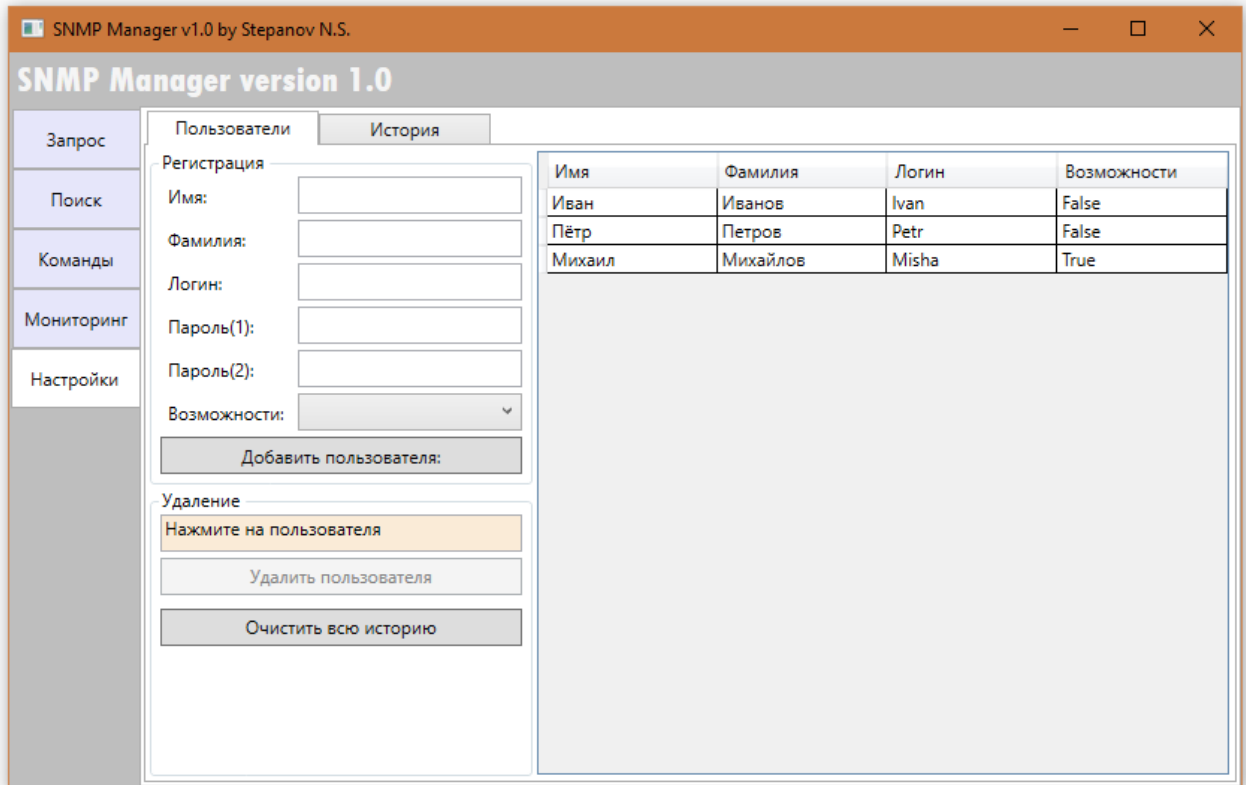 SNMP Manager v1.0 by Stepanov N.S.
SNMP Manager version 1.0
Запрос
Поиск
Команды
Мониторинг
Настройки
Пользователи История
Регистрация
Имя:
Фамилия:
Логин:
Пароль(1):
Пароль(2):
Возможности:
Добавить пользователя:
Удаление
Нажмите на пользователя
Удалить пользователя
Очистить всю историю
Имя Фамилия Логин Возможности
Иван Иванов Ivan False
Пётр Петров Petr False
Михаил Михайлов Misha True